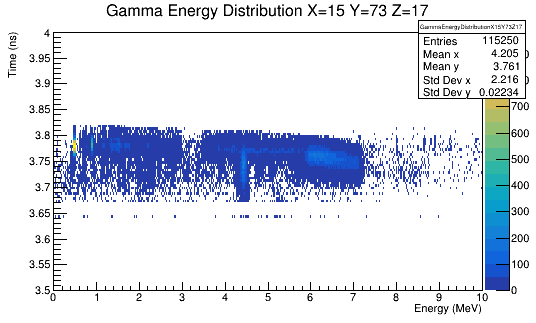 Gamma Energy Distribution X=15 Y=73 Z=17
GammaEnergyDistributionX15Y73Z17
Entries 115250
Mean x 4.205
Mean y 3.761
Std Dev x 2.216
Std Dev y 0.02234
Time (ns)
4
3.95
3.9
3.85
3.8
3.75
3.7
3.65
3.6
3.55
3.5
0 1 2 3 4 5 6 7 8 9 10
Energy (MeV)
700
600
500
400
300
200
100
0